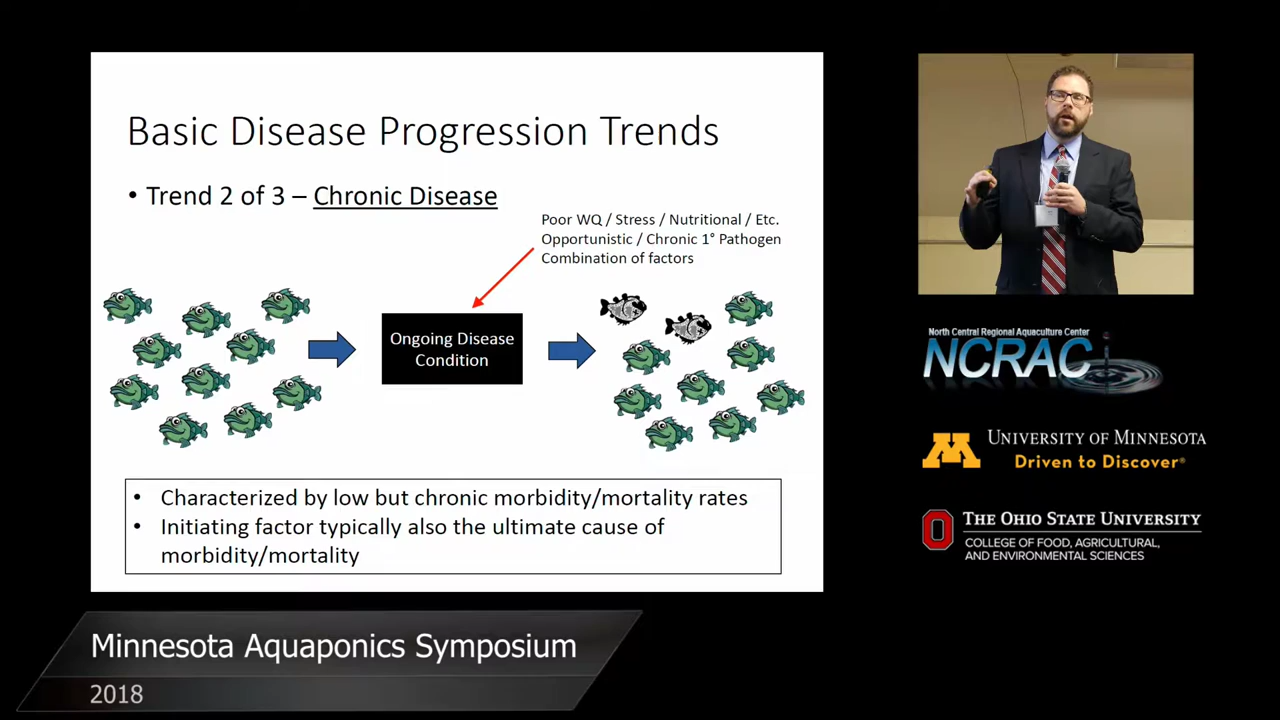 Basic Disease Progression Trends
• Trend 2 of 3 – Chronic Disease
Poor WQ / Stress / Nutritional / Etc.
Opportunistic / Chronic 1° Pathogen
Combination of factors
Ongoing Disease
Condition
• Characterized by low but chronic morbidity/mortality rates
• Initiating factor typically also the ultimate cause of
morbidity/mortality
North Central Regional Aquaculture Center
NCRAC
M
UNIVERSITY OF MINNESOTA
Driven to Discover®
O
THE OHIO STATE UNIVERSITY
COLLEGE OF FOOD, AGRICULTURAL,
AND ENVIRONMENTAL SCIENCES
Minnesota Aquaponics Symposium
2018